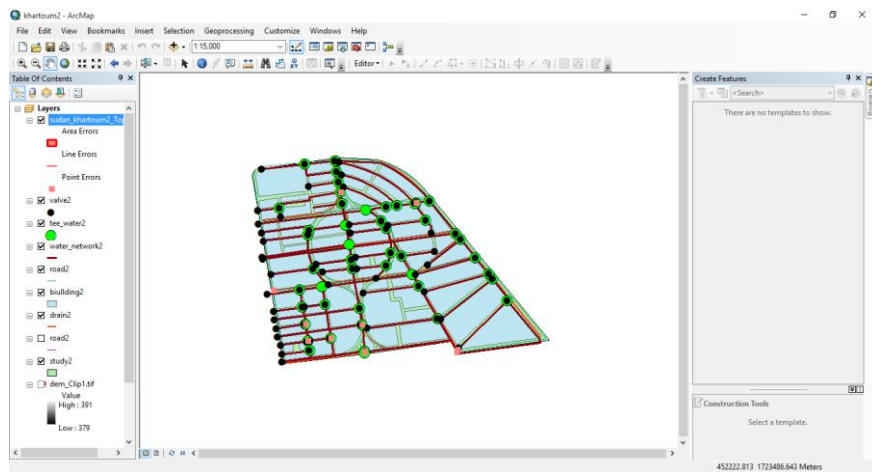 khartoum2 - ArcMap
File Edit View Bookmarks Insert Selection Geoprocessing Customize Windows Help
1:15,000
Editor
Table Of Contents
Layers
sudan_khartoum2_Top
Area Errors
Line Errors
Point Errors
valve2
tee_water2
water_network2
road2
biullding2
drain2
road2
study2
dem_Clip1.tif
Value
High : 391
Low : 379
Create Features
<Search>
There are no templates to show.
Construction Tools
Select a template.
452222.813 1723486.643 Meters